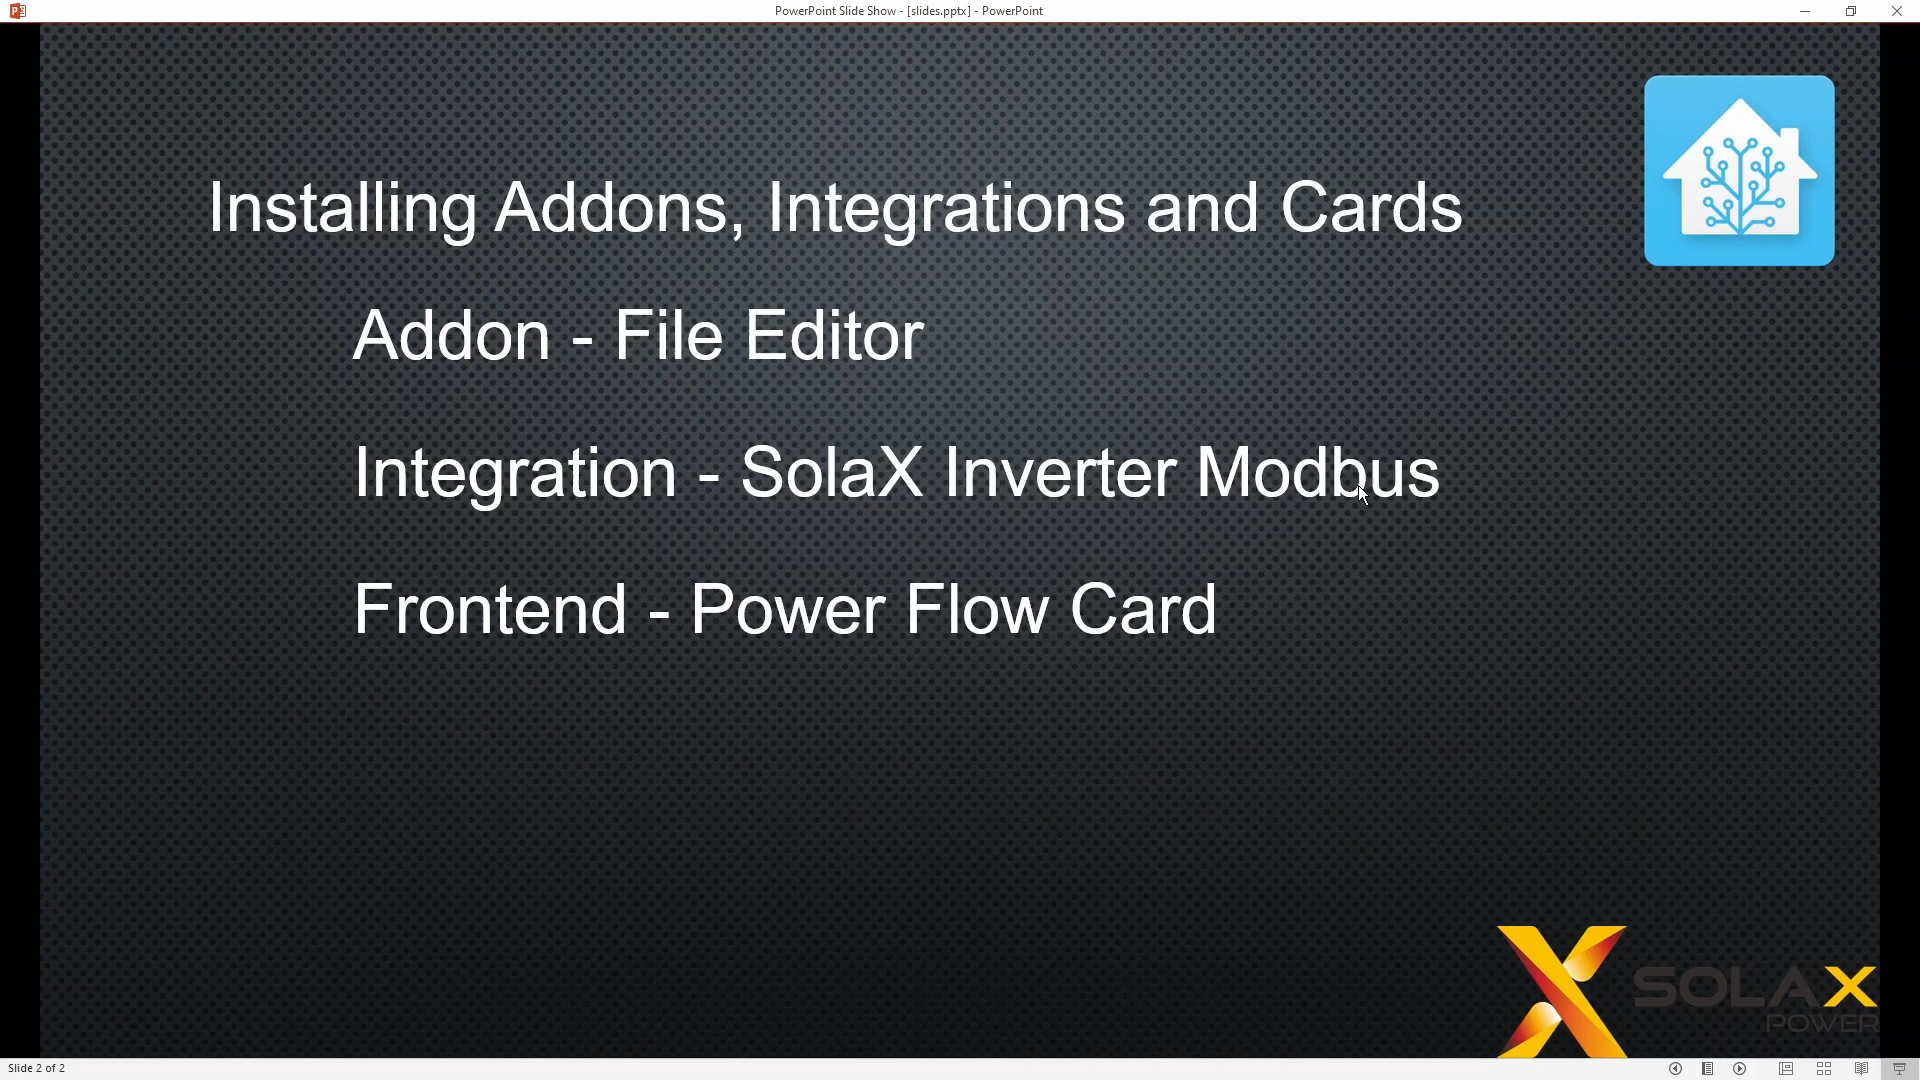 PowerPoint Slide Show - [slides.pptx] - PowerPoint
Installing Addons, Integrations and Cards
Addon - File Editor
Integration - SolaX Inverter Modbus
Frontend - Power Flow Card
SOLAX
POWER
Slide 2 of 2